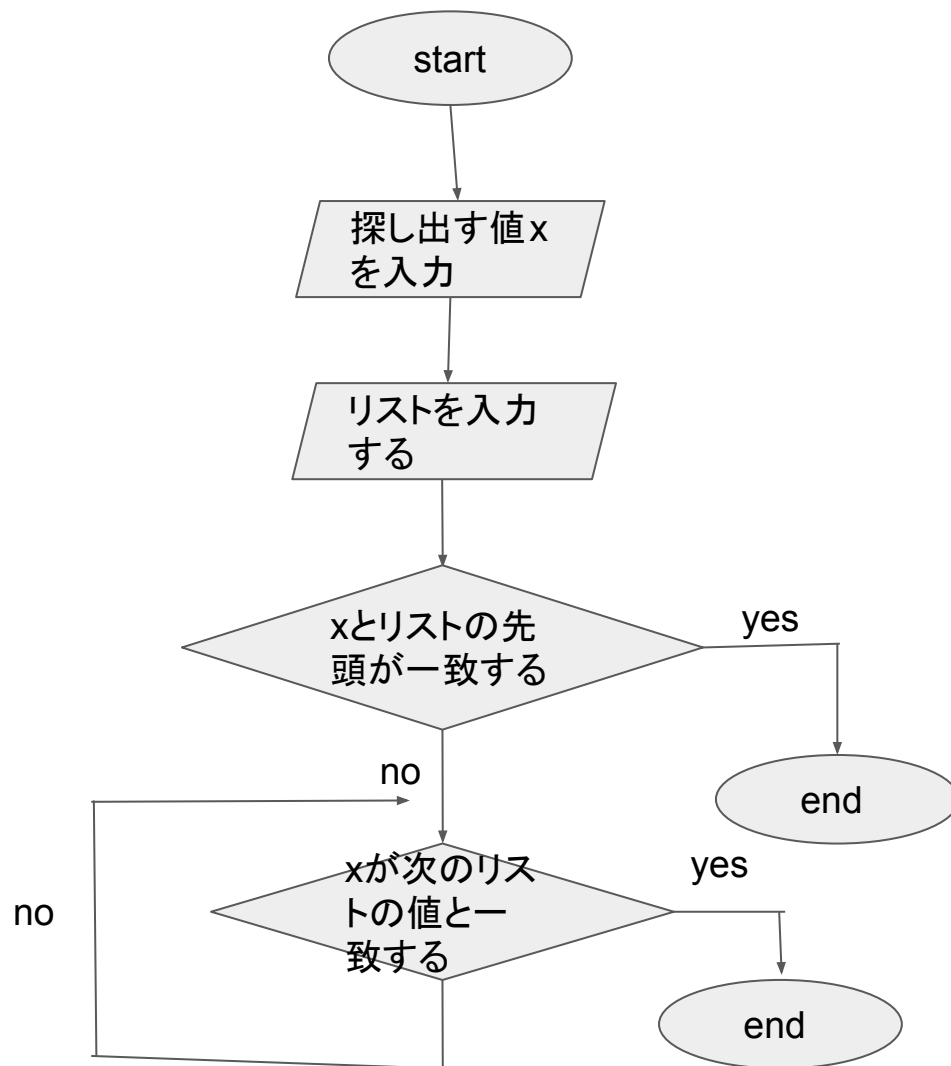 start
探し出す値x
を入力
リストを入力
する
xとリストの先
頭が一致する
yes
no
end
xが次のリス
トの値と一
致する
yes
no
end